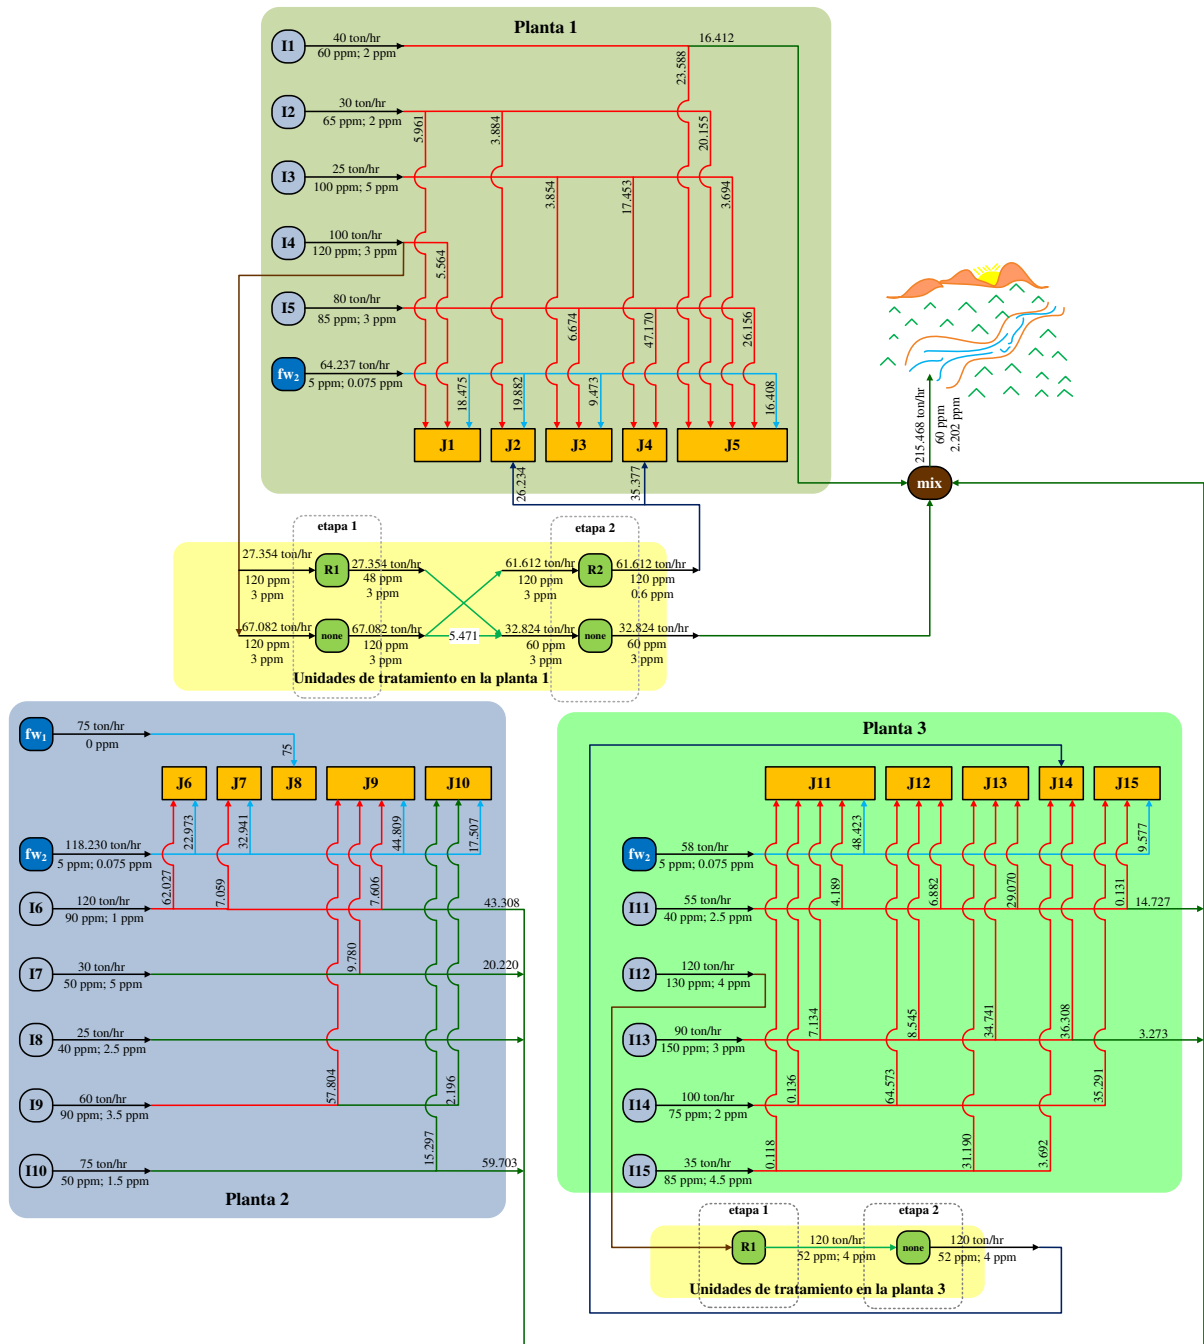 Planta 1
I1
40 ton/hr
60 ppm; 2 ppm
16.412
23.588
I2
30 ton/hr
65 ppm; 2 ppm
5.961
3.884
20.155
I3
25 ton/hr
100 ppm; 5 ppm
3.854
17.453
3.694
I4
100 ton/hr
120 ppm; 3 ppm
5.564
I5
80 ton/hr
85 ppm; 3 ppm
6.674
47.170
26.156
fw2
64.237 ton/hr
5 ppm; 0.075 ppm
18.475
19.882
9.473
16.408
J1
J2
J3
J4
J5
26.234
35.377
215.468 ton/hr
60 ppm
2.202 ppm
mix
etapa 1
etapa 2
27.354 ton/hr
120 ppm
3 ppm
R1
27.354 ton/hr
48 ppm
3 ppm
61.612 ton/hr
120 ppm
3 ppm
R2
61.612 ton/hr
120 ppm
0.6 ppm
67.082 ton/hr
120 ppm
3 ppm
none
67.082 ton/hr
120 ppm
3 ppm
5.471
32.824 ton/hr
60 ppm
3 ppm
none
32.824 ton/hr
60 ppm
3 ppm
Unidades de tratamiento en la planta 1
fw1
75 ton/hr
0 ppm
75
J6
J7
J8
J9
J10
22.973
32.941
44.809
17.507
fw2
118.230 ton/hr
5 ppm; 0.075 ppm
62.027
7.059
7.606
I6
120 ton/hr
90 ppm; 1 ppm
43.308
9.780
I7
30 ton/hr
50 ppm; 5 ppm
20.220
I8
25 ton/hr
40 ppm; 2.5 ppm
57.804
2.196
I9
60 ton/hr
90 ppm; 3.5 ppm
15.297
I10
75 ton/hr
50 ppm; 1.5 ppm
59.703
Planta 2
Planta 3
J11
J12
J13
J14
J15
48.423
9.577
fw2
58 ton/hr
5 ppm; 0.075 ppm
4.189
6.882
29.070
0.131
I11
55 ton/hr
40 ppm; 2.5 ppm
14.727
I12
120 ton/hr
130 ppm; 4 ppm
7.134
8.545
34.741
36.308
I13
90 ton/hr
150 ppm; 3 ppm
3.273
0.136
64.573
35.291
I14
100 ton/hr
75 ppm; 2 ppm
0.118
31.190
3.692
I15
35 ton/hr
85 ppm; 4.5 ppm
etapa 1
etapa 2
R1
120 ton/hr
52 ppm; 4 ppm
none
120 ton/hr
52 ppm; 4 ppm
Unidades de tratamiento en la planta 3